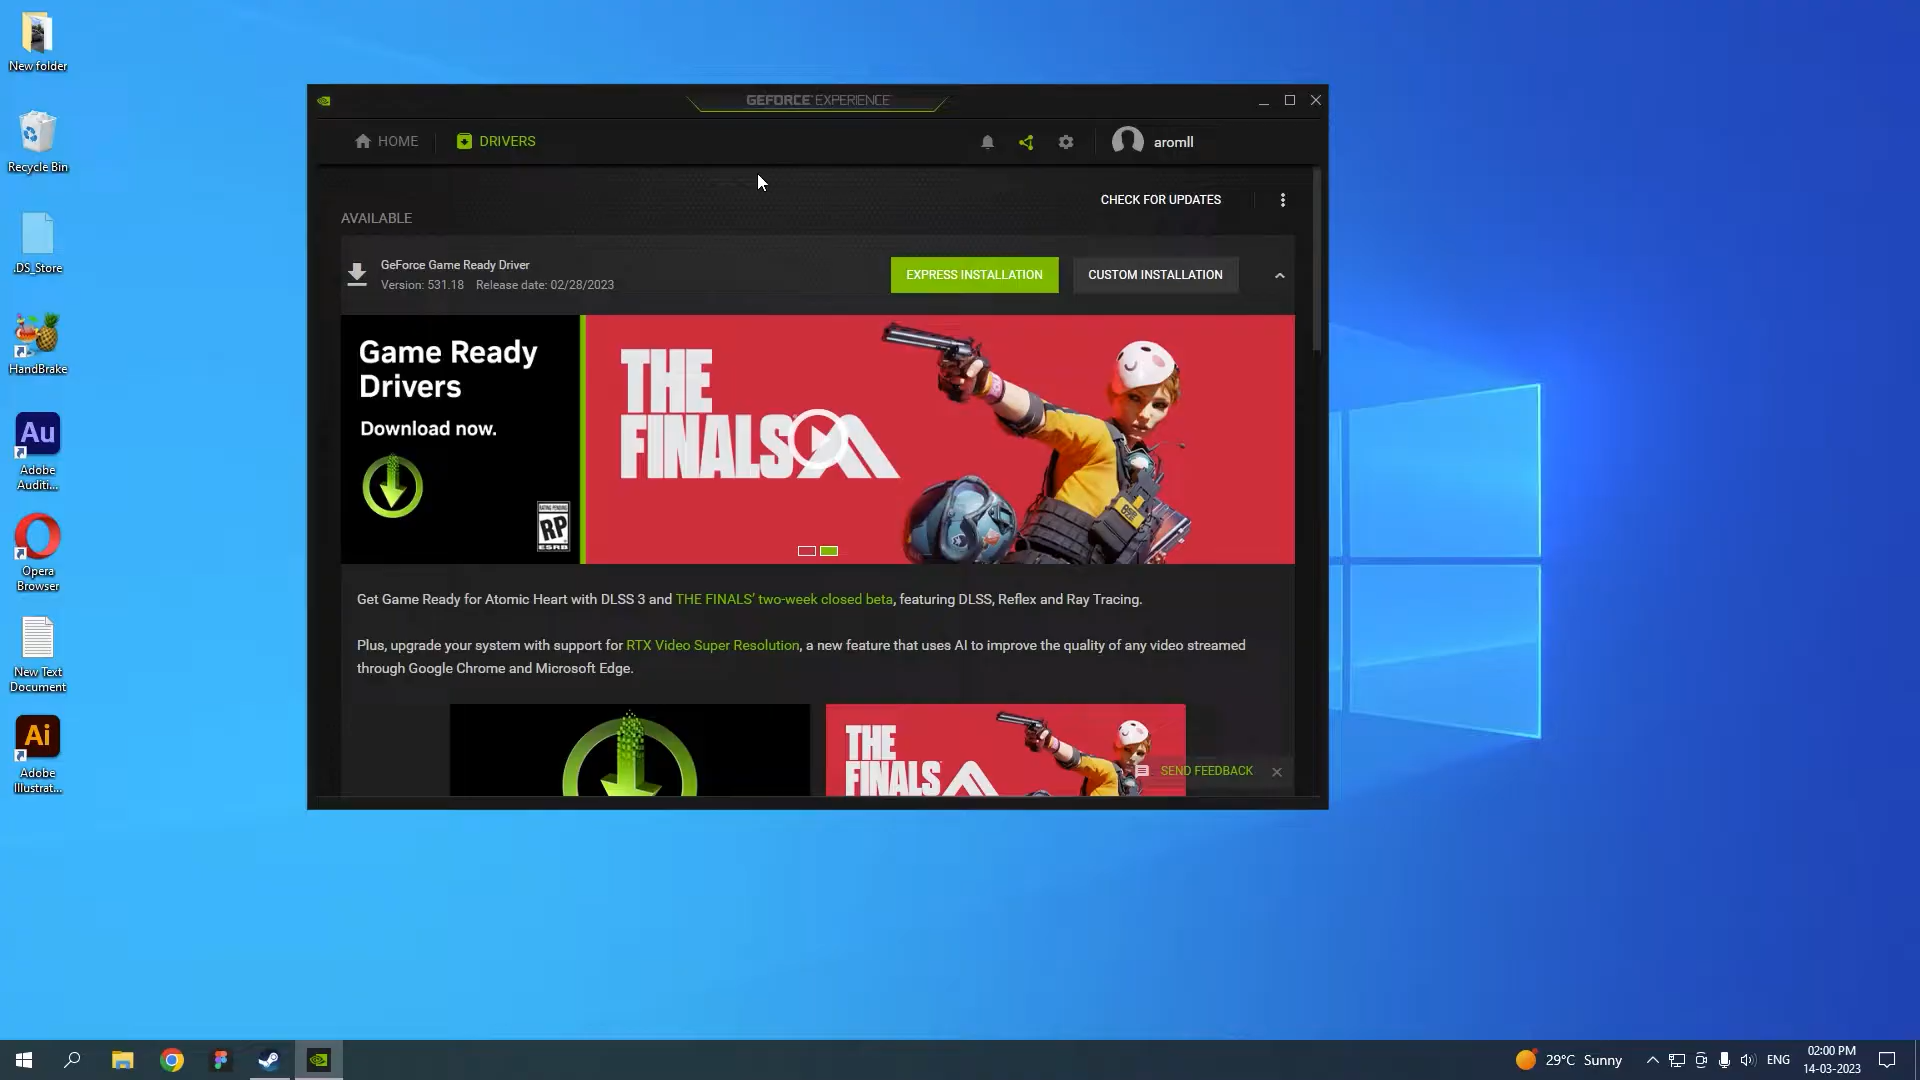 New folder
Recycle Bin
.DS_Store
HandBrake
Au
Adobe
Auditi...
Opera
Browser
New Text
Document
Ai
Adobe
Illustrat...
GEFORCE EXPERIENCE
HOME
DRIVERS
aromll
CHECK FOR UPDATES
AVAILABLE
GeForce Game Ready Driver
Version: 531.18 Release date: 02/28/2023
EXPRESS INSTALLATION
CUSTOM INSTALLATION
Game Ready
Drivers
Download now.
RATING PENDING
RP
ESRB
THE
FINALS
Get Game Ready for Atomic Heart with DLSS 3 and THE FINALS’ two-week closed beta, featuring DLSS, Reflex and Ray Tracing.
Plus, upgrade your system with support for RTX Video Super Resolution, a new feature that uses AI to improve the quality of any video streamed
through Google Chrome and Microsoft Edge.
THE
FINALS
SEND FEEDBACK
29°C Sunny
ENG
02:00 PM
14-03-2023